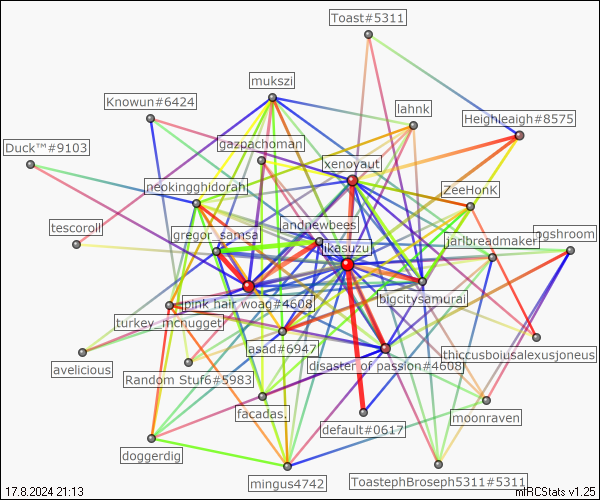 Toast#5311
mukszi
Knowun#6424
lahnk
Heighleigh#8575
Duck™#9103
gazpachoman
xenoyaut
neokingghidorah
ZeeHonK
tescoroll
andnewbees
gregor_samsa
ikasuzu
jarlbreadmaker
ngshroom
pink hair woag#4608
bigcitysamurai
turkey_mcnugget
asad#6947
thiccusboiusalexusjoneus
avelicious
disaster of passion#4608
Random Stuf6#5983
facadas.
default#0617
moonraven
doggerdig
mingus4742
ToastephBroseph5311#5311
17.8.2024 21:13
mIRCStats v1.25